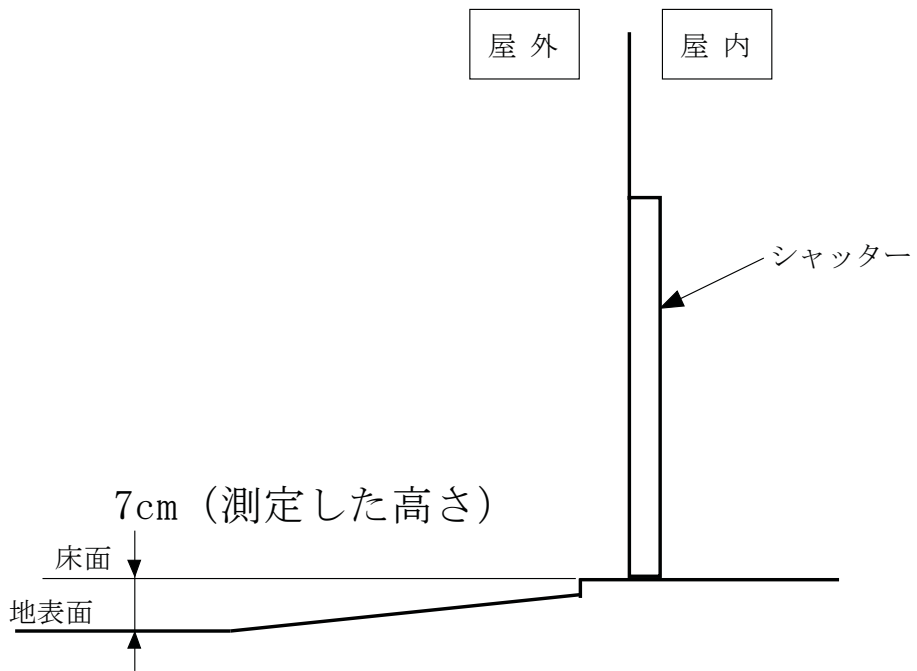 屋 外
屋 内
シャッター
7cm (測定した高さ)
床面
地表面